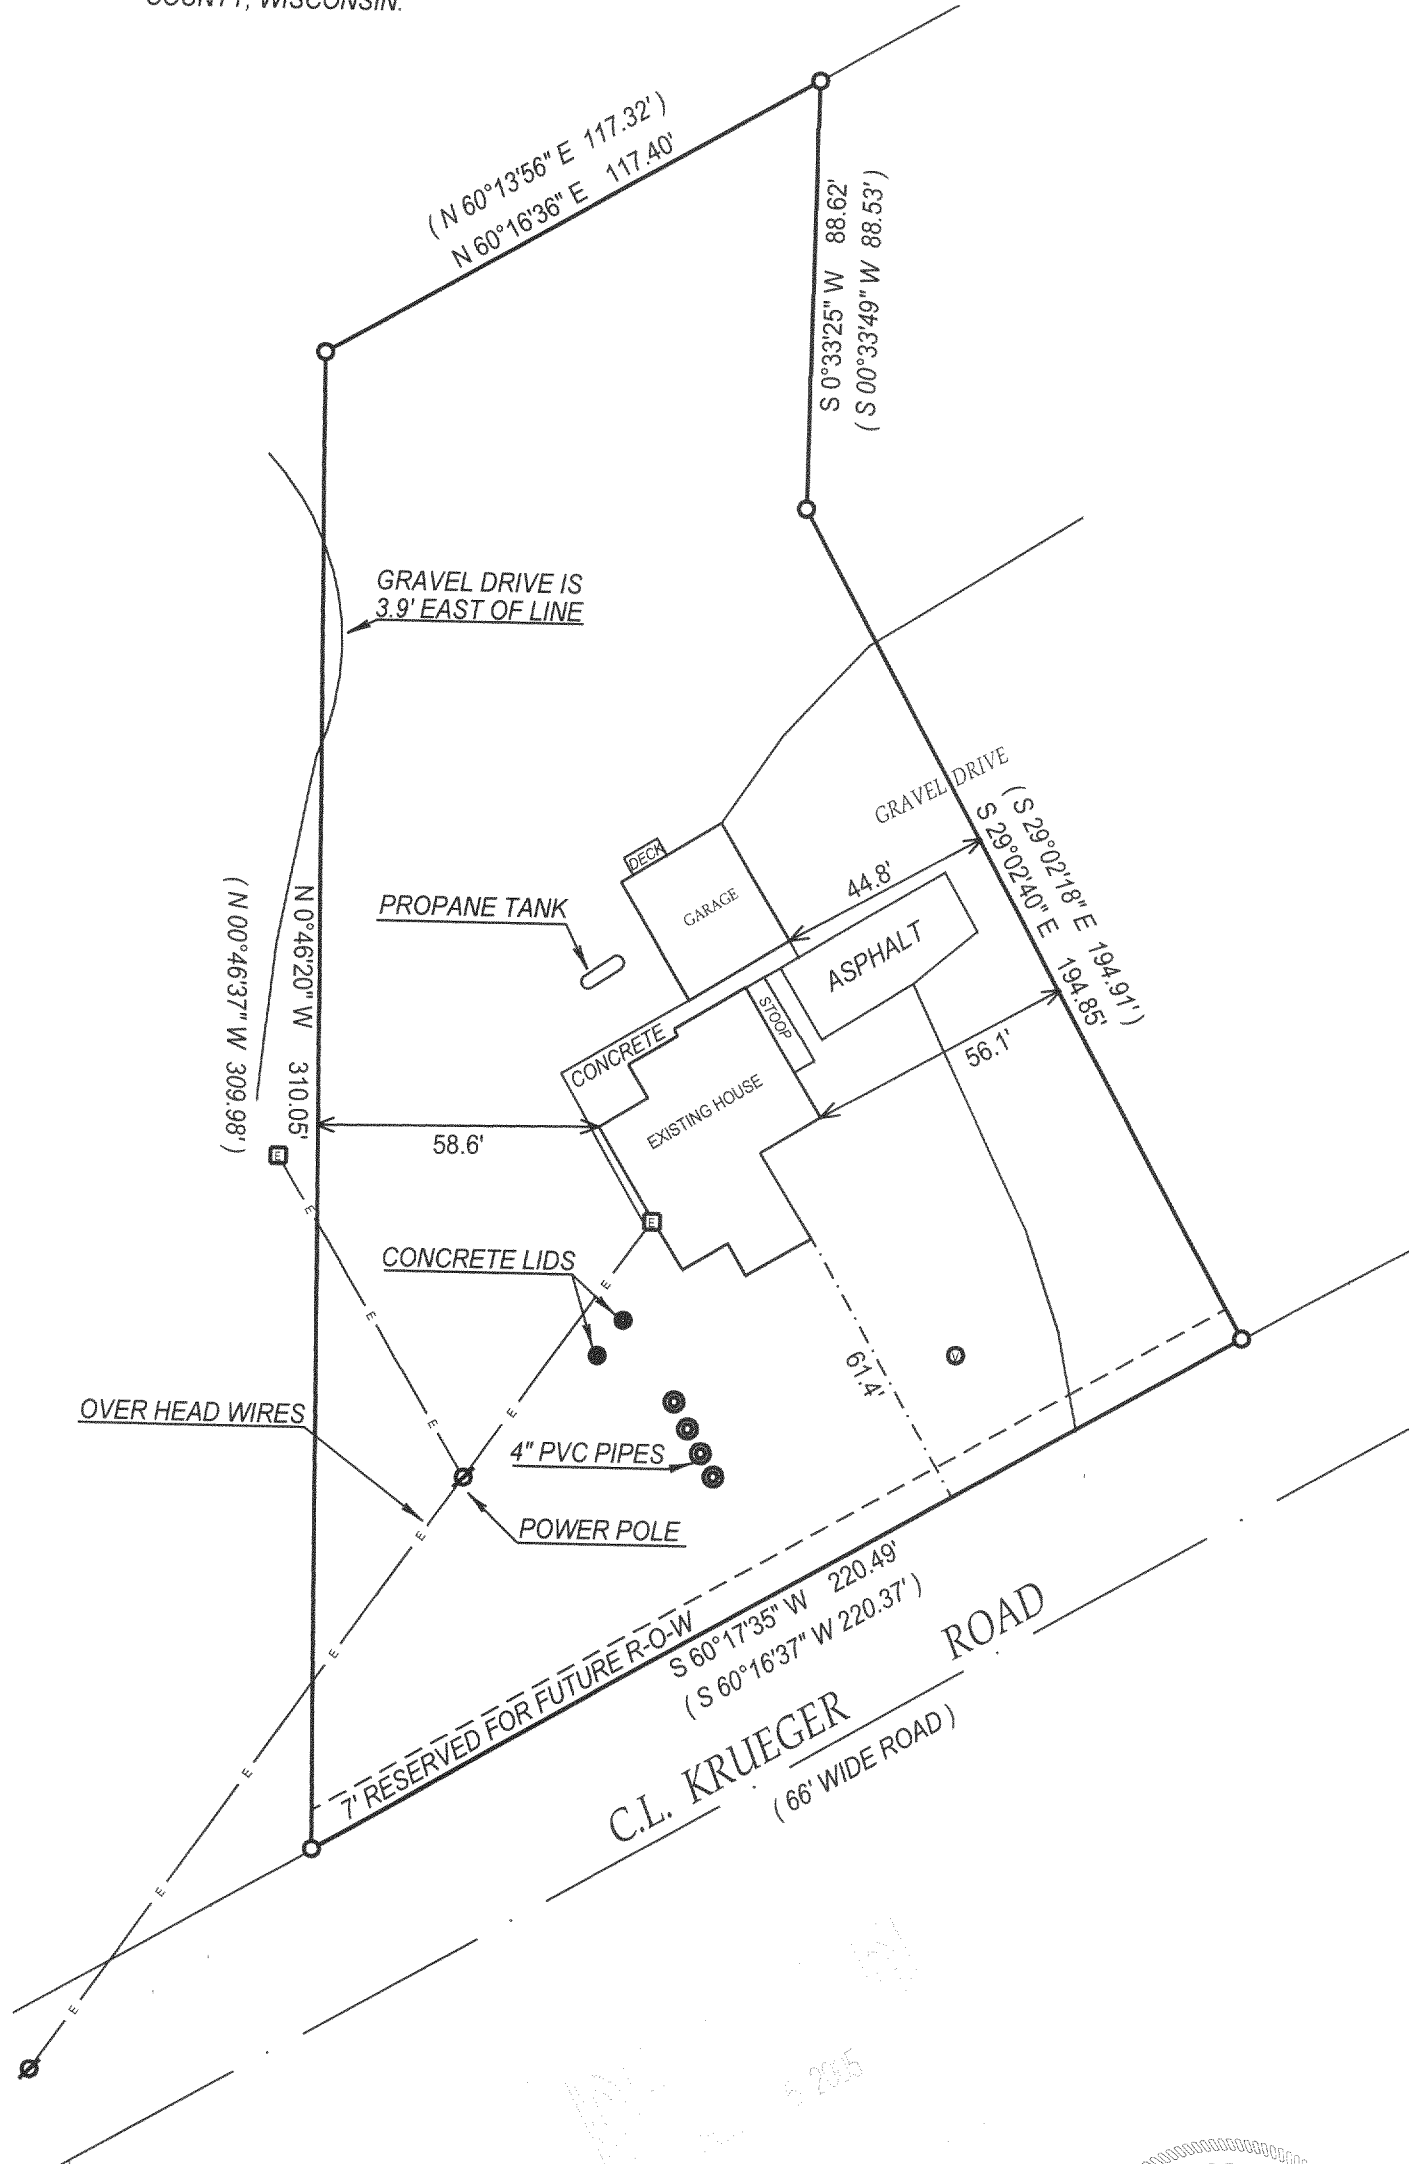 COUNTY, WISCONSIN.
( N 60°13'56" E 117.32' )
N 60°16'36" E 117.40'
S 0°33'25" W 88.62'
( S 00°33'49" W 88.53' )
GRAVEL DRIVE IS
3.9' EAST OF LINE
GRAVEL DRIVE
( S 29°02'18" E 194.91' )
S 29°02'40" E 194.85'
DECK
GARAGE
44.8'
PROPANE TANK
ASPHALT
N 0°46'20" W 310.05'
( N 00°46'37" W 309.98' )
STOOP
CONCRETE
56.1'
EXISTING HOUSE
58.6'
E
E
E
E
CONCRETE LIDS
E
E
61.4'
V
OVER HEAD WIRES
E
E
4" PVC PIPES
POWER POLE
E
E
7' RESERVED FOR FUTURE R-O-W
S 60°17'35" W 220.49'
( S 60°16'37" W 220.37' )
C.L. KRUEGER ROAD
( 66' WIDE ROAD )
E
E
E